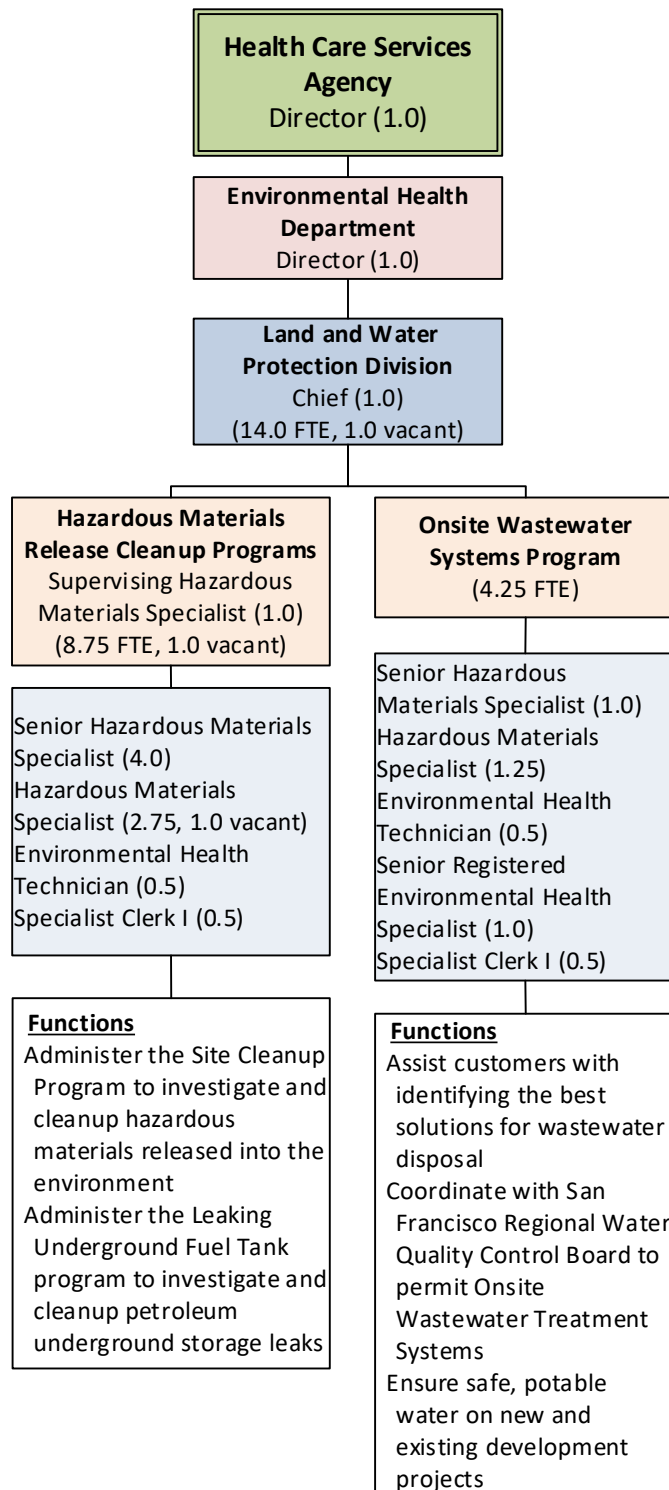 Health Care Services
Agency
Director (1.0)
Environmental Health
Department
Director (1.0)
Land and Water
Protection Division
Chief (1.0)
(14.0 FTE, 1.0 vacant)
Hazardous Materials
Release Cleanup Programs
Supervising Hazardous
Materials Specialist (1.0)
(8.75 FTE, 1.0 vacant)
Senior Hazardous Materials
Specialist (4.0)
Hazardous Materials
Specialist (2.75, 1.0 vacant)
Environmental Health
Technician (0.5)
Specialist Clerk I (0.5)
Functions
Administer the Site Cleanup
Program to investigate and
cleanup hazardous
materials released into the
environment
Administer the Leaking
Underground Fuel Tank
program to investigate and
cleanup petroleum
underground storage leaks
Onsite Wastewater
Systems Program
(4.25 FTE)
Senior Hazardous
Materials Specialist (1.0)
Hazardous Materials
Specialist (1.25)
Environmental Health
Technician (0.5)
Senior Registered
Environmental Health
Specialist (1.0)
Specialist Clerk I (0.5)
Functions
Assist customers with
identifying the best
solutions for wastewater
disposal
Coordinate with San
Francisco Regional Water
Quality Control Board to
permit Onsite
Wastewater Treatment
Systems
Ensure safe, potable
water on new and
existing development
projects